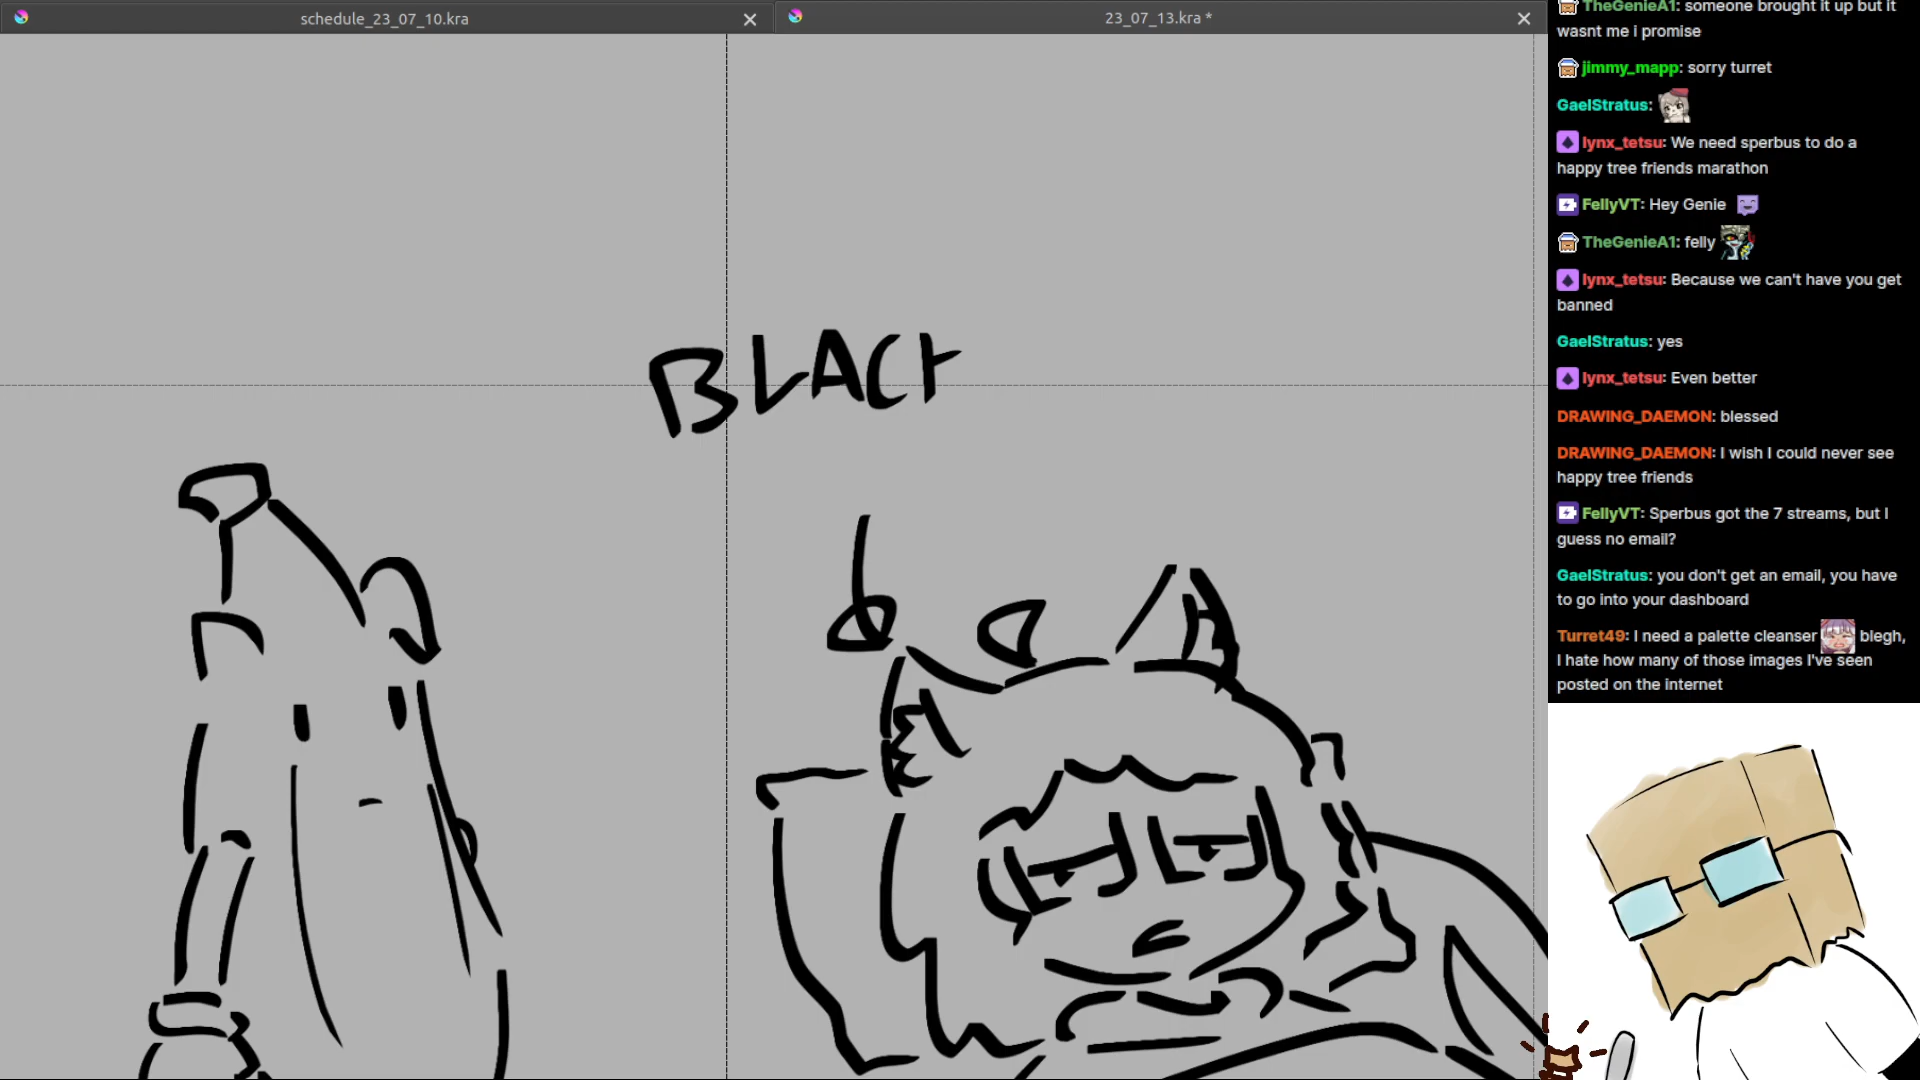 schedule_23_07_10.kra
23_07_13.kra *
BLACK
TheGenieA1: someone brought it up but it
wasnt me i promise
jimmy_mapp: sorry turret
GaelStratus:
lynx_tetsu: We need sperbus to do a
happy tree friends marathon
FellyVT: Hey Genie
TheGenieA1: felly
lynx_tetsu: Because we can't have you get
banned
GaelStratus: yes
lynx_tetsu: Even better
DRAWING_DAEMON: blessed
DRAWING_DAEMON: I wish I could never see
happy tree friends
FellyVT: Sperbus got the 7 streams, but I
guess no email?
GaelStratus: you don't get an email, you have
to go into your dashboard
Turret49: I need a palette cleanser blegh,
I hate how many of those images I've seen
posted on the internet